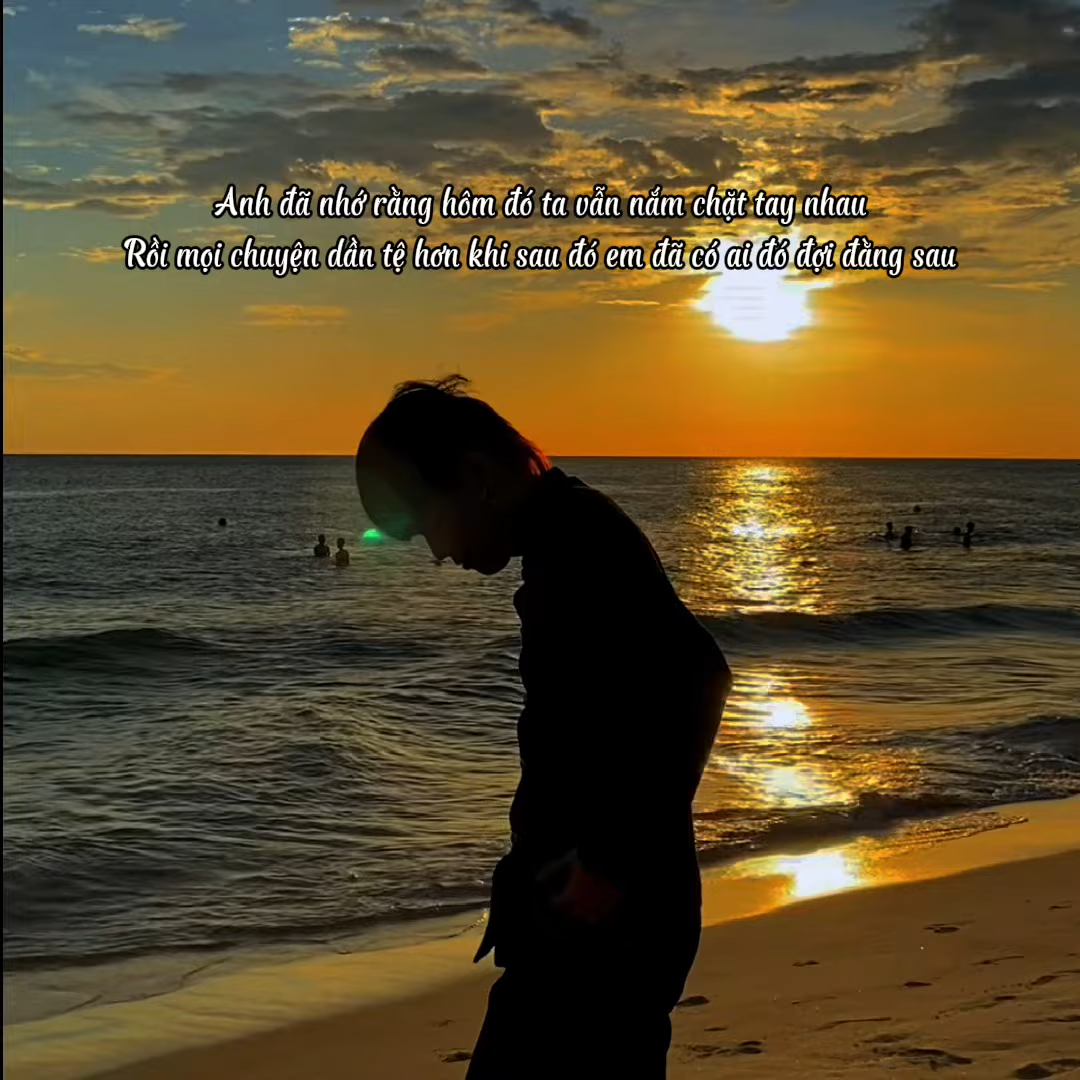 Anh đã nhớ rằng hôm đó ta vẫn nắm chặt tay nhau
Rồi mọi chuyện dần tệ hơn khi sau đó em đã có ai đó đợi đằng sau